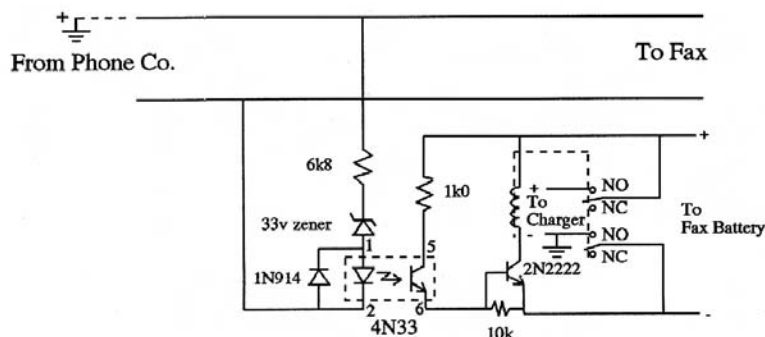 +
From Phone Co.
To Fax
6k8
33v zener
1
1N914
2
4N33
5
6
1k0
10k
2N2222
+
To
Charger
-
NO
NC
NO
NC
+
To
Fax Battery
-